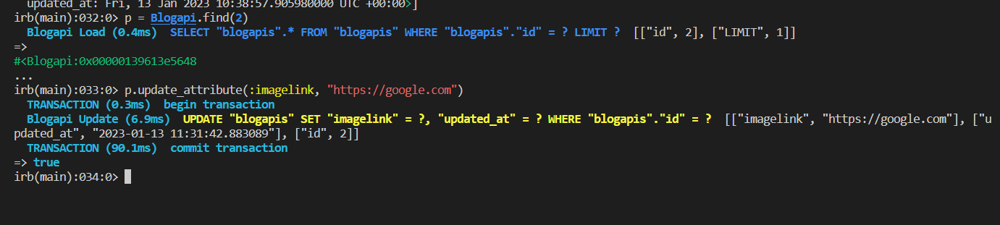 updated_at: Fri, 13 Jan 2023 10:38:57.905980000 UTC +00:00>]
irb(main):032:0> p = Blogapi.find(2)
Blogapi Load (0.4ms)  SELECT "blogapis".* FROM "blogapis" WHERE "blogapis"."id" = ? LIMIT ?  [["id", 2], ["LIMIT", 1]]
=>
#<Blogapi:0x00000139613e5648
...
irb(main):033:0> p.update_attribute(:imagelink, "https://google.com")
TRANSACTION (0.3ms)  begin transaction
Blogapi Update (6.9ms)  UPDATE "blogapis" SET "imagelink" = ?, "updated_at" = ? WHERE "blogapis"."id" = ?  [["imagelink", "https://google.com"], ["u
pdated_at", "2023-01-13 11:31:42.883089"], ["id", 2]]
TRANSACTION (90.1ms)  commit transaction
=> true
irb(main):034:0>